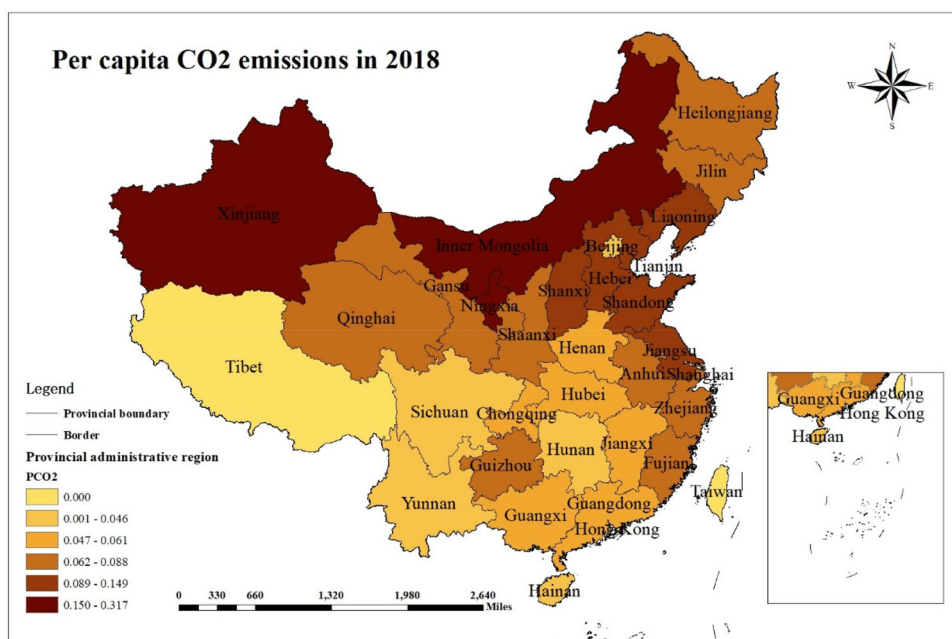 Per capita CO2 emissions in 2018
N
W
E
S
Heilongjiang
Jilin
Liaoning
Xinjiang
Inner Mongolia
Beijing
Tianjin
Hebei
Gansu
Ningxia
Shanxi
Shandong
Qinghai
Shaanxi
Henan
Jiangsu
Tibet
Anhui
Shanghai
Hubei
Sichuan
Chongqing
Zhejiang
Hunan
Jiangxi
Guizhou
Fujian
Taiwan
Yunnan
Guangxi
Guangdong
Hong Kong
Hainan
Legend
Provincial boundary
Border
Provincial administrative region
PCO2
0.000
0.001 - 0.046
0.047 - 0.061
0.062 - 0.088
0.089 - 0.149
0.150 - 0.317
0 330 660 1,320 1,980 2,640
Miles
Guangdong
Guangxi
Hong Kong
Hainan